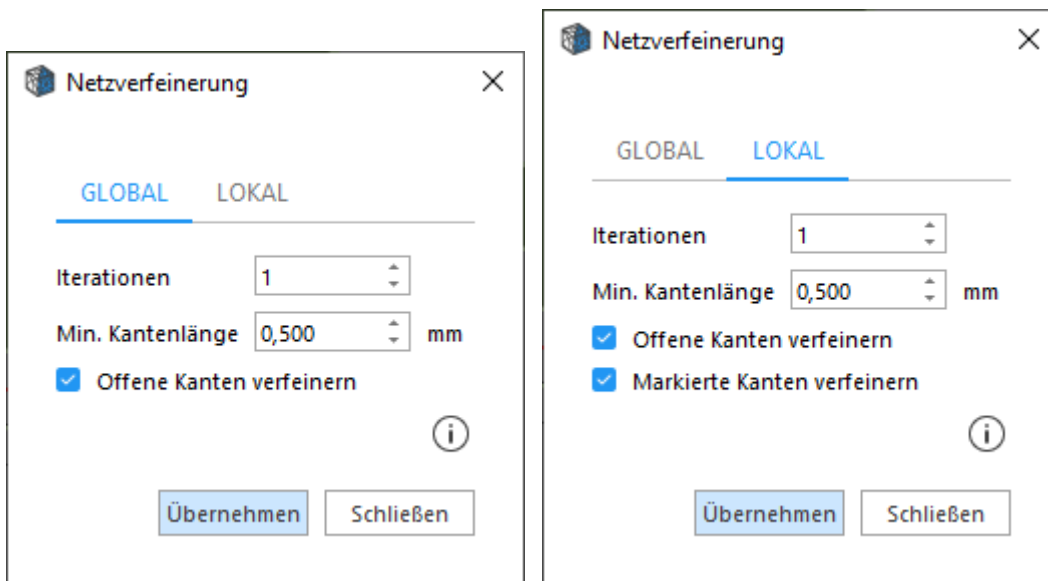 Netzverfeinerung
GLOBAL LOKAL
Iterationen 1
Min. Kantenlänge 0,500 mm
Offene Kanten verfeinern
Übernehmen Schließen
Netzverfeinerung
GLOBAL LOKAL
Iterationen 1
Min. Kantenlänge 0,500 mm
Offene Kanten verfeinern
Markierte Kanten verfeinern
Übernehmen Schließen